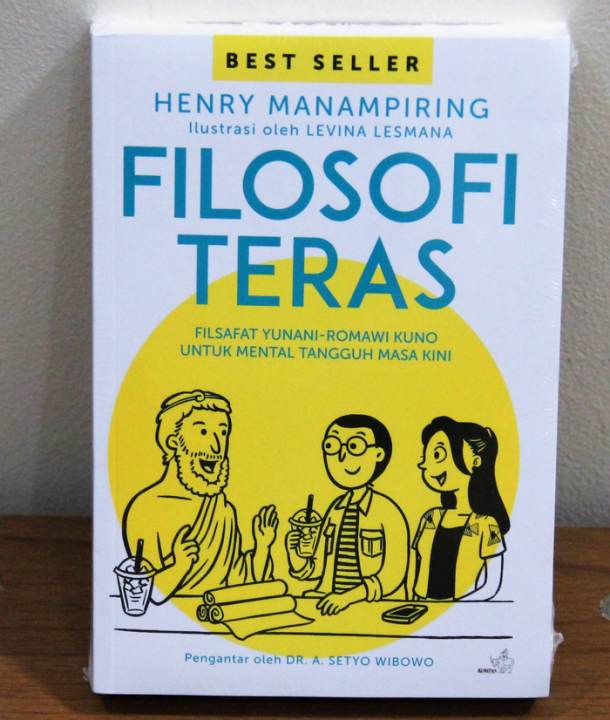 BEST SELLER
HENRY MANAMPIRING
Ilustrasi oleh LEVINA LESMANA
FILOSOFI
TERAS
FILSAFAT YUNANI-ROMAWI KUNO
UNTUK MENTAL TANGGUH MASA KINI
Pengantar oleh DR. A. SETYO WIBOWO
KOMPAS